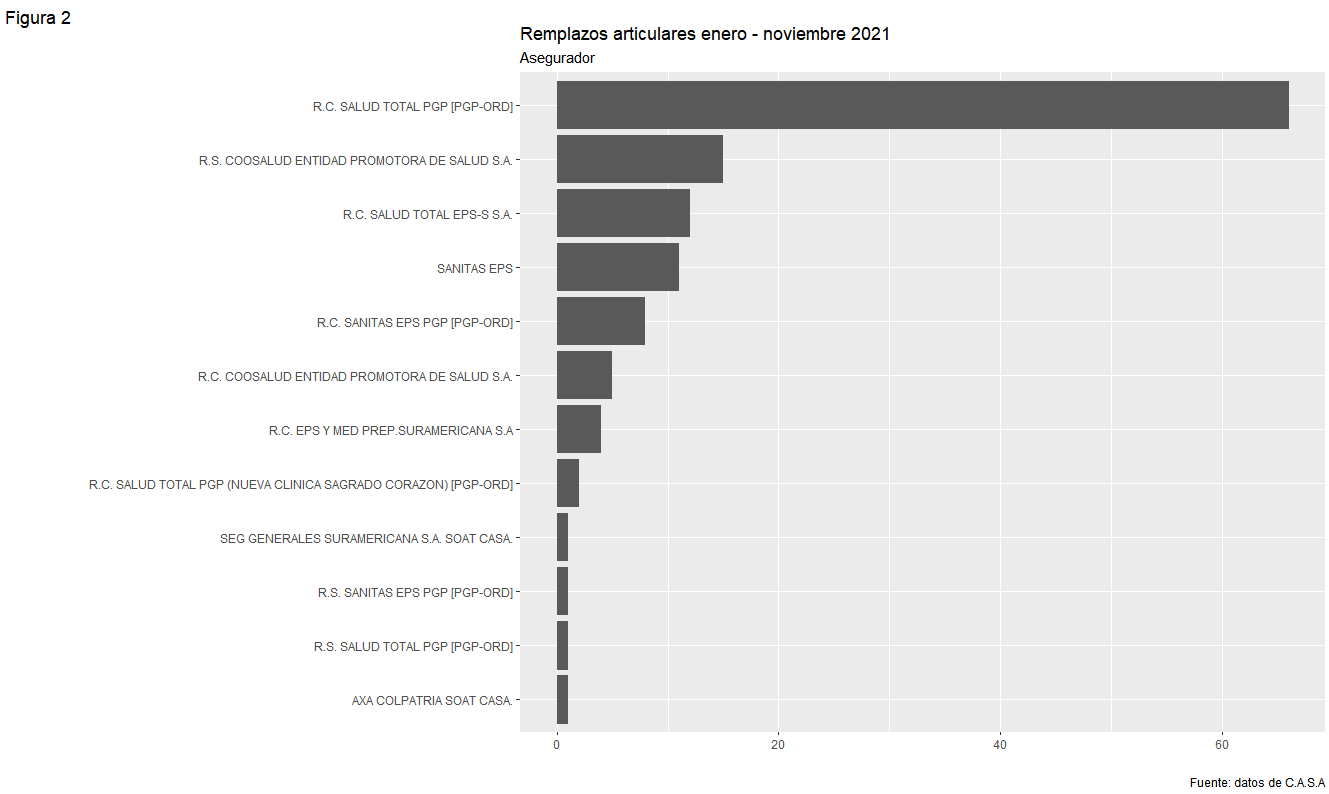 Figura 2
Remplazos articulares enero - noviembre 2021
Asegurador
R.C. SALUD TOTAL PGP [PGP-ORD]
R.S. COOSALUD ENTIDAD PROMOTORA DE SALUD S.A.
R.C. SALUD TOTAL EPS-S S.A.
SANITAS EPS
R.C. SANITAS EPS PGP [PGP-ORD]
R.C. COOSALUD ENTIDAD PROMOTORA DE SALUD S.A.
R.C. EPS Y MED PREP.SURAMERICANA S.A
R.C. SALUD TOTAL PGP (NUEVA CLINICA SAGRADO CORAZON) [PGP-ORD]
SEG GENERALES SURAMERICANA S.A. SOAT CASA.
R.S. SANITAS EPS PGP [PGP-ORD]
R.S. SALUD TOTAL PGP [PGP-ORD]
AXA COLPATRIA SOAT CASA.
0 20 40 60
Fuente: datos de C.A.S.A